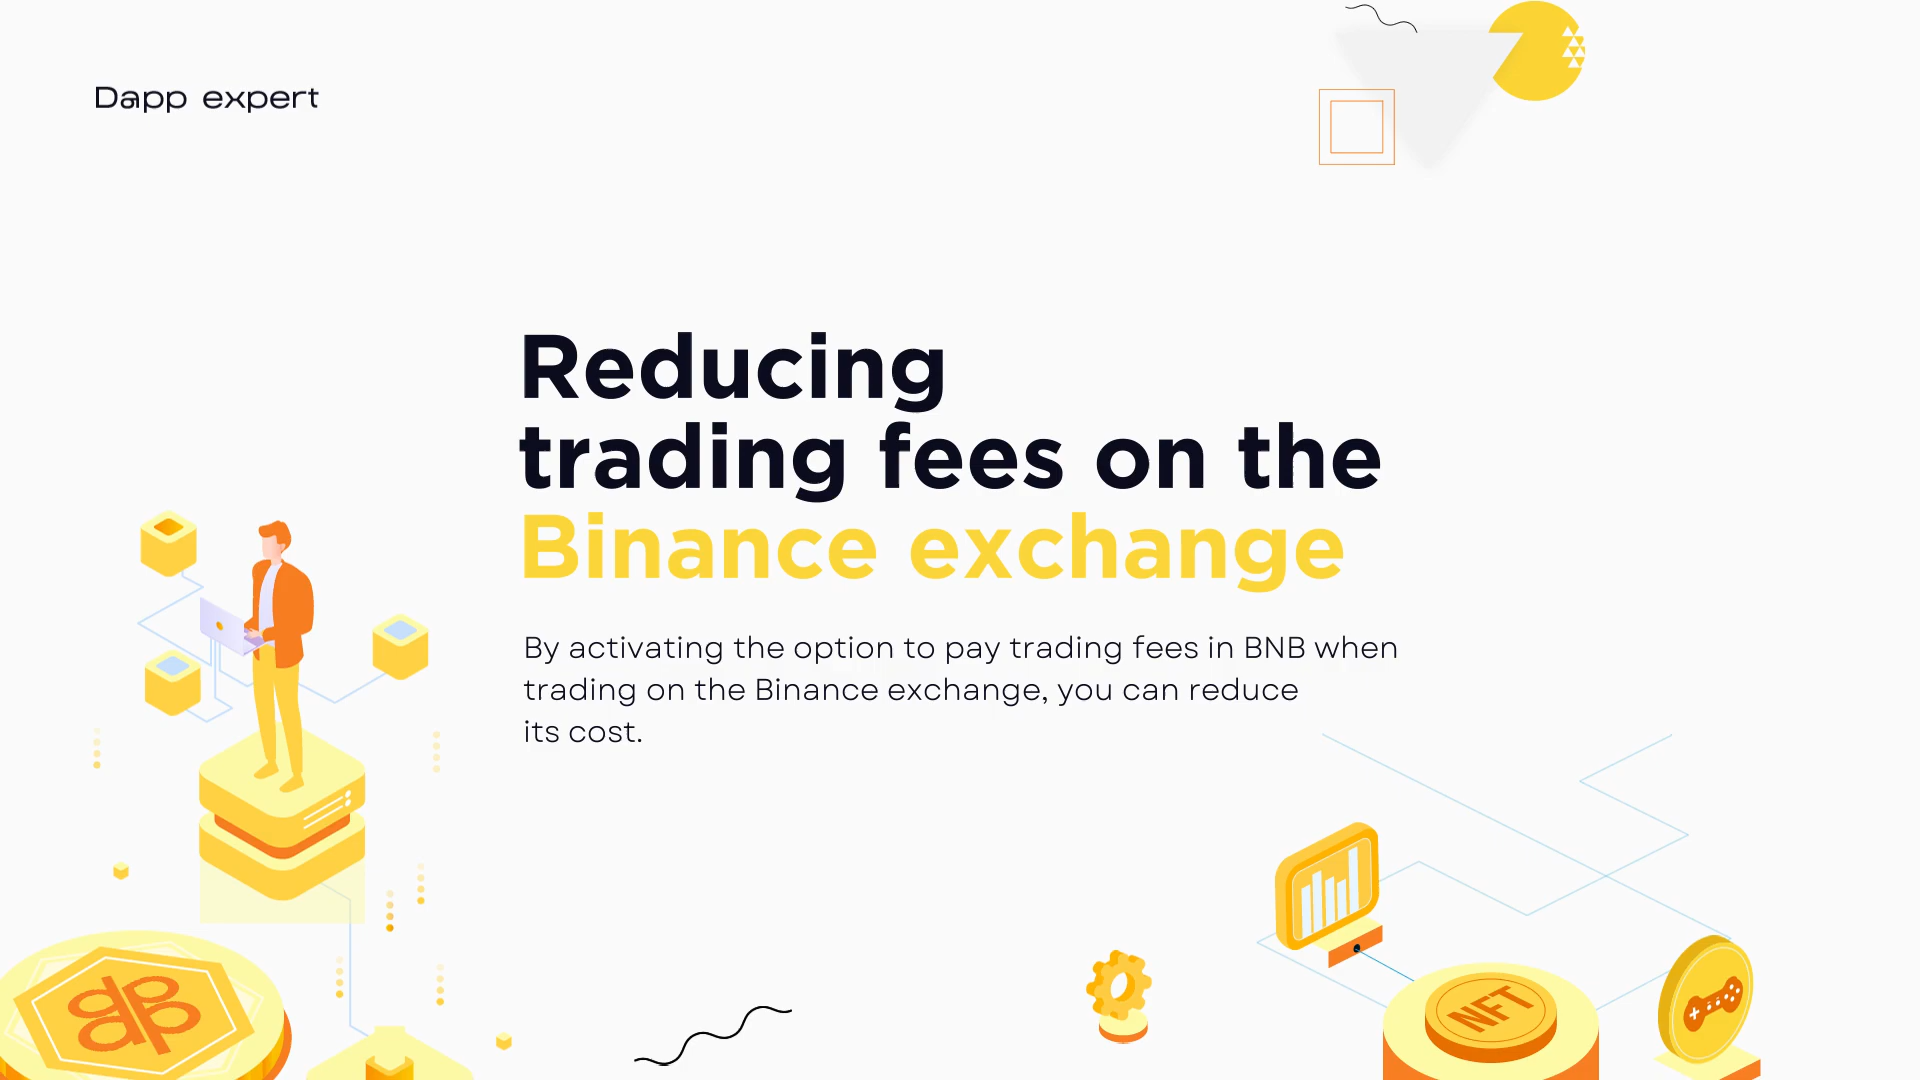 Dapp expert
Reducing
trading fees on the
Binance exchange
By activating the option to pay trading fees in BNB when
trading on the Binance exchange, you can reduce
its cost.
NFT